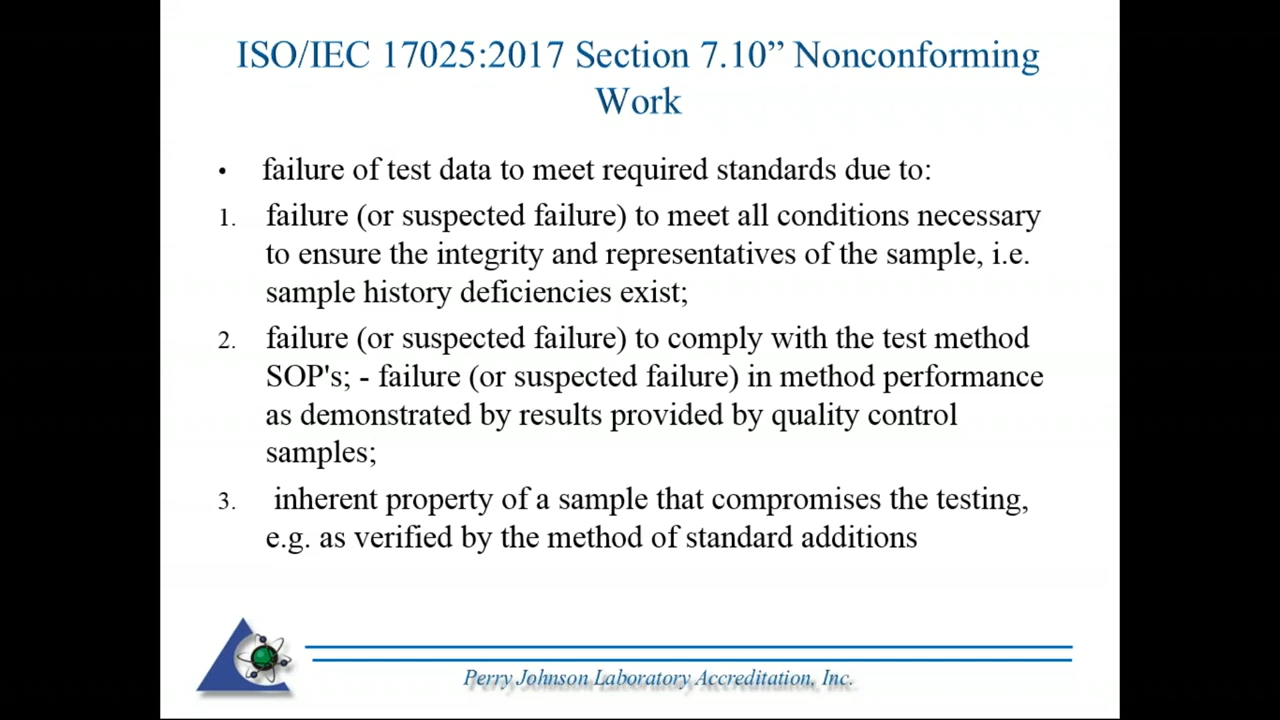 ISO/IEC 17025:2017 Section 7.10” Nonconforming
Work
• failure of test data to meet required standards due to:
1. failure (or suspected failure) to meet all conditions necessary
to ensure the integrity and representatives of the sample, i.e.
sample history deficiencies exist;
2. failure (or suspected failure) to comply with the test method
SOP's; - failure (or suspected failure) in method performance
as demonstrated by results provided by quality control
samples;
3. inherent property of a sample that compromises the testing,
e.g. as verified by the method of standard additions
Perry Johnson Laboratory Accreditation, Inc.